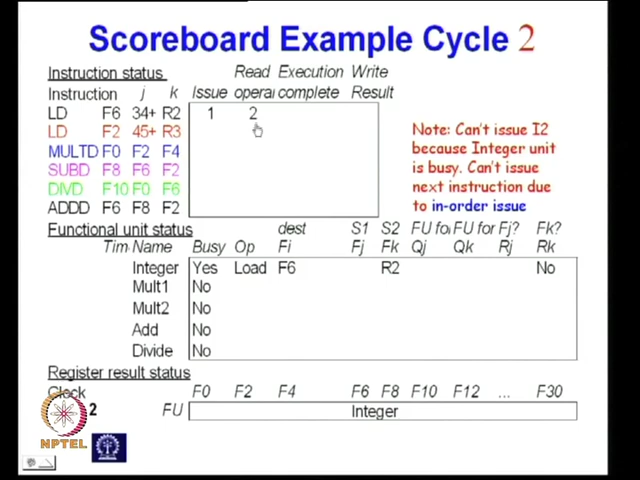 Scoreboard Example Cycle 2
Instruction status Read Execution Write
Instruction j k Issue opera complete Result
LD F6 34+ R2 1 2
LD F2 45+ R3
MULTD F0 F2 F4
SUBD F8 F6 F2
DIVD F10 F0 F6
ADDD F6 F8 F2
Note: Can't issue I2
because Integer unit
is busy. Can't issue
next instruction due
to in-order issue
Functional unit status dest S1 S2 FU for FU for Fj? Fk?
Tim Name Busy Op Fi Fj Fk Qj Qk Rj Rk
Integer Yes Load F6 R2 No
Mult1 No
Mult2 No
Add No
Divide No
Register result status
Clock F0 F2 F4 F6 F8 F10 F12 ... F30
2 FU Integer
NPTEL